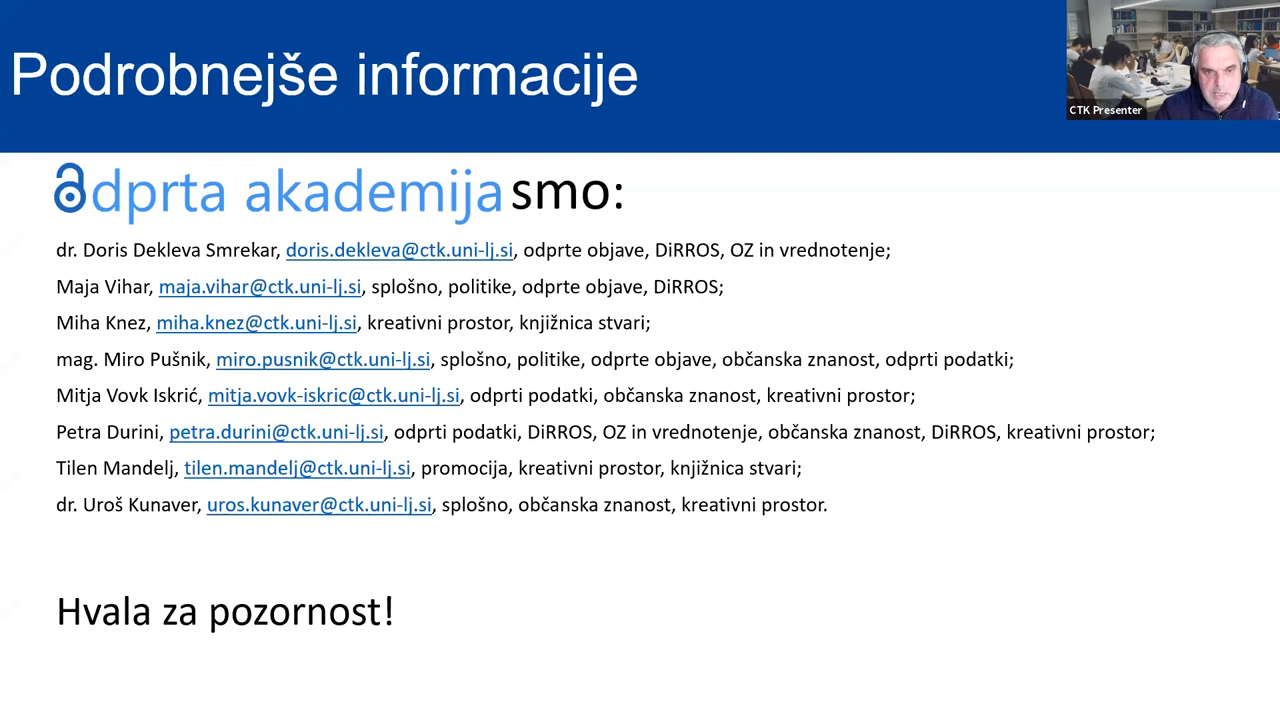 Podrobnejše informacije
CTK Presenter
odprta akademija smo:
dr. Doris Dekleva Smrekar, doris.dekleva@ctk.uni-lj.si, odprte objave, DiRROS, OZ in vrednotenje;
Maja Vihar, maja.vihar@ctk.uni-lj.si, splošno, politike, odprte objave, DiRROS;
Miha Knez, miha.knez@ctk.uni-lj.si, kreativni prostor, knjižnica stvari;
mag. Miro Pušnik, miro.pusnik@ctk.uni-lj.si, splošno, politike, odprte objave, občanska znanost, odprti podatki;
Mitja Vovk Iskrić, mitja.vovk-iskric@ctk.uni-lj.si, odprti podatki, občanska znanost, kreativni prostor;
Petra Durini, petra.durini@ctk.uni-lj.si, odprti podatki, DiRROS, OZ in vrednotenje, občanska znanost, DiRROS, kreativni prostor;
Tilen Mandelj, tilen.mandelj@ctk.uni-lj.si, promocija, kreativni prostor, knjižnica stvari;
dr. Uroš Kunaver, uros.kunaver@ctk.uni-lj.si, splošno, občanska znanost, kreativni prostor.
Hvala za pozornost!